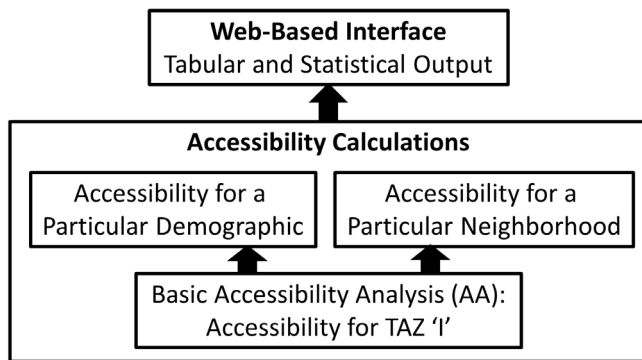 Web-Based Interface
Tabular and Statistical Output
Accessibility Calculations
Accessibility for a
Particular Demographic
Accessibility for a
Particular Neighborhood
Basic Accessibility Analysis (AA):
Accessibility for TAZ ‘I’